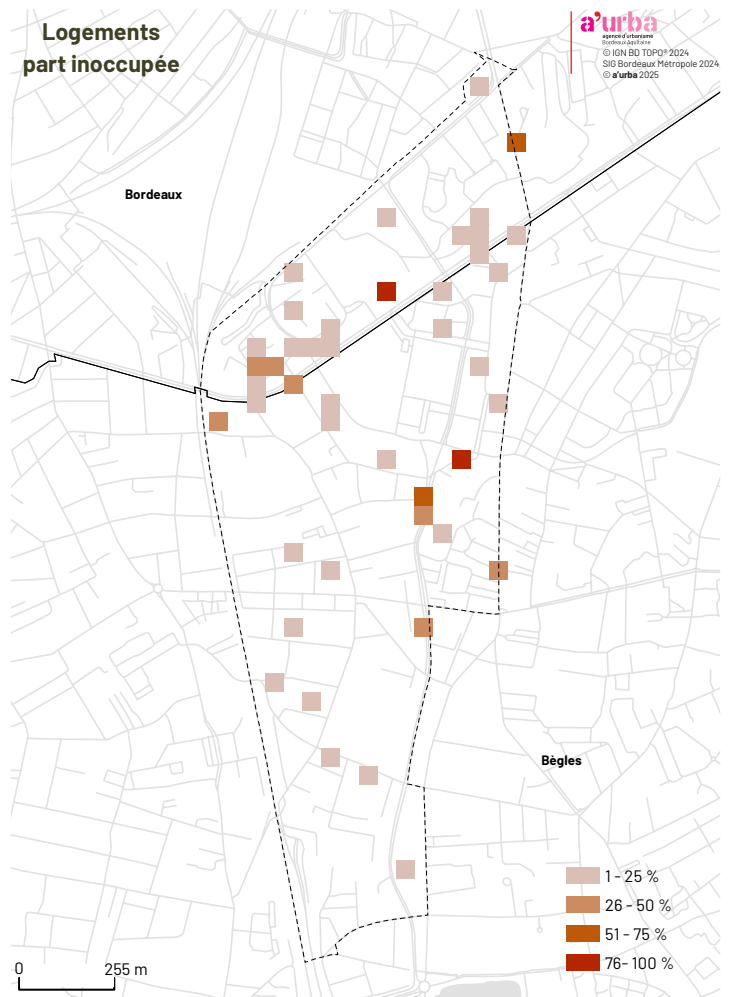 Logements
part inoccupée
a'urba
agence d'urbanisme
Bordeaux Aquitaine
© IGN BD TOPO® 2024
SIG Bordeaux Métropole 2024
© a'urba 2025
Bordeaux
Bègles
1 - 25 %
26 - 50 %
51 - 75 %
76- 100 %
0 255 m